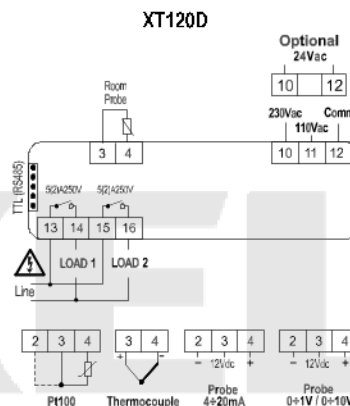 XT120D
Optional
24Vac
10 12
Room
Probe
230Vac Comm
110Vac
3 4
10 11 12
TTL (RS485)
5(2)A250V 5(2)A250V
13 14 15 16
LOAD 1 LOAD 2
Line
2 3 4
3 4
2 3 4
2 3 4
+ -
- 12Vdc +
- 12Vdc +
Pt100
Thermocouple
Probe
4÷20mA
Probe
0÷1V / 0÷10V